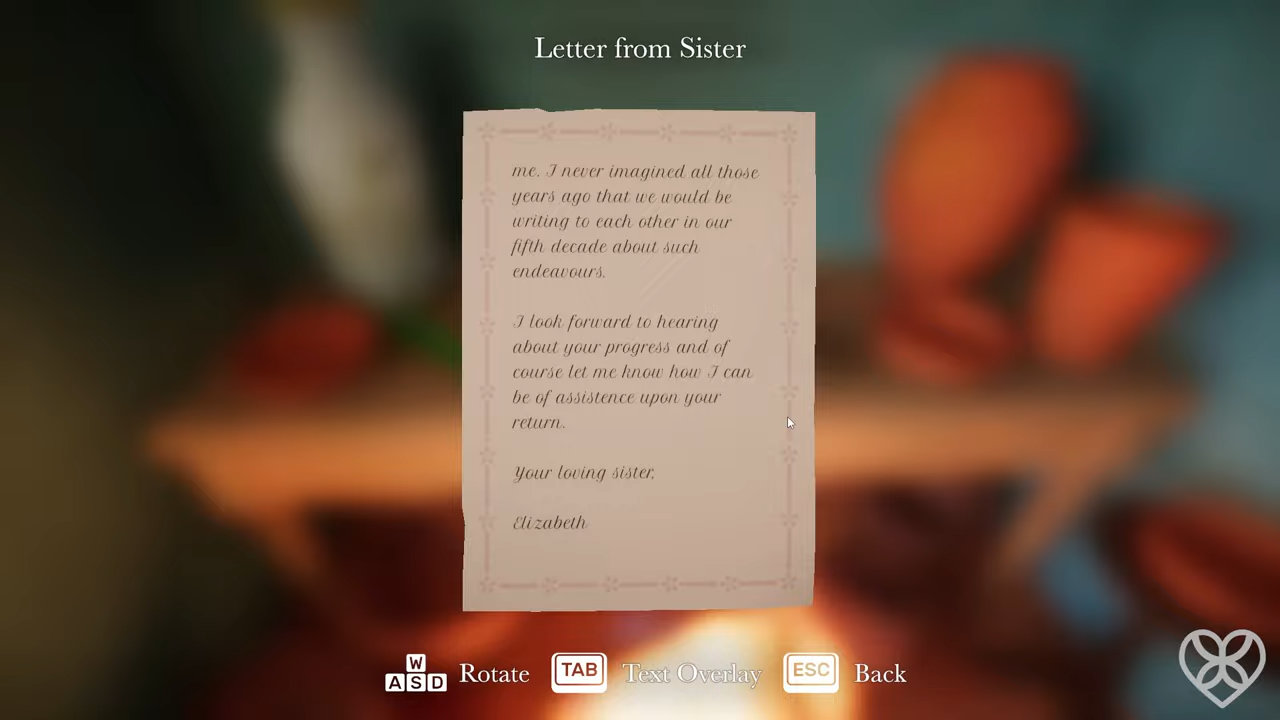 Letter from Sister
me. I never imagined all those
years ago that we would be
writing to each other in our
fifth decade about such
endeavours.
I look forward to hearing
about your progress and of
course let me know how I can
be of assistence upon your
return.
Your loving sister,
Elizabeth
W
A S D Rotate TAB Text Overlay ESC Back